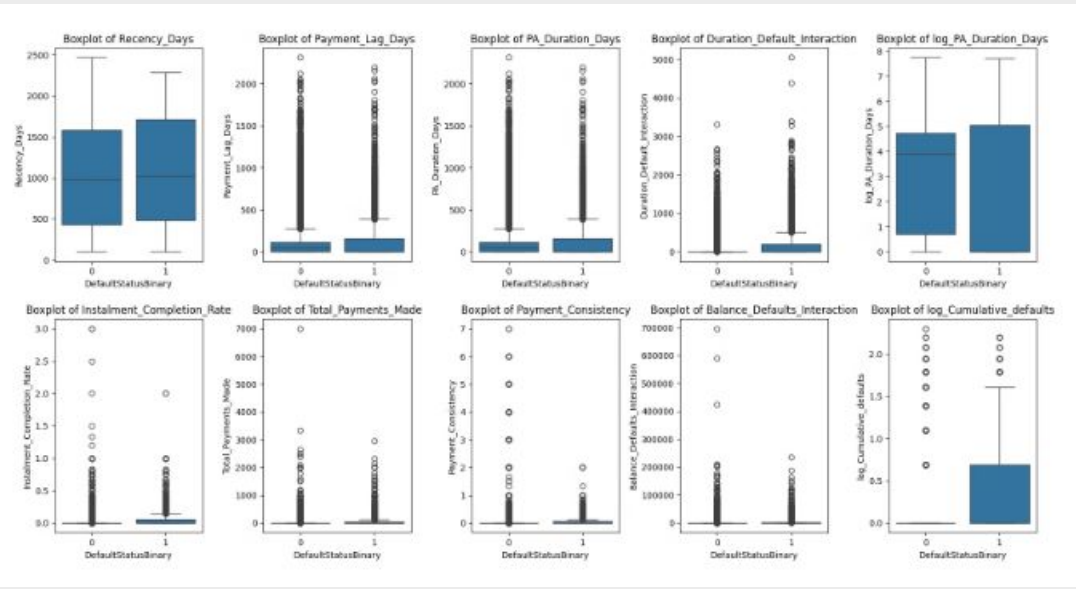 Boxplot of Recency_Days
Recency_Days
2500
2000
1500
1000
500
0
0 1
DefaultStatusBinary
Boxplot of Payment_Lag_Days
Payment_Lag_Days
2000
1500
1000
500
0
0 1
DefaultStatusBinary
Boxplot of PA_Duration_Days
PA_Duration_Days
2000
1500
1000
500
0
0 1
DefaultStatusBinary
Boxplot of Duration_Default_Interaction
Duration_Default_Interaction
5000
4000
3000
2000
1000
0
0 1
DefaultStatusBinary
Boxplot of log_PA_Duration_Days
log_PA_Duration_Days
8
7
6
5
4
3
2
1
0
0 1
DefaultStatusBinary
Boxplot of Instalment_Completion_Rate
Instalment_Completion_Rate
3.0
2.5
2.0
1.5
1.0
0.5
0.0
0 1
DefaultStatusBinary
Boxplot of Total_Payments_Made
Total_Payments_Made
7000
6000
5000
4000
3000
2000
1000
0
0 1
DefaultStatusBinary
Boxplot of Payment_Consistency
Payment_Consistency
7
6
5
4
3
2
1
0
0 1
DefaultStatusBinary
Boxplot of Balance_Defaults_Interaction
Balance_Defaults_Interaction
700000
600000
500000
400000
300000
200000
100000
0
0 1
DefaultStatusBinary
Boxplot of log_Cumulative_defaults
log_Cumulative_defaults
2.0
1.5
1.0
0.5
0.0
0 1
DefaultStatusBinary